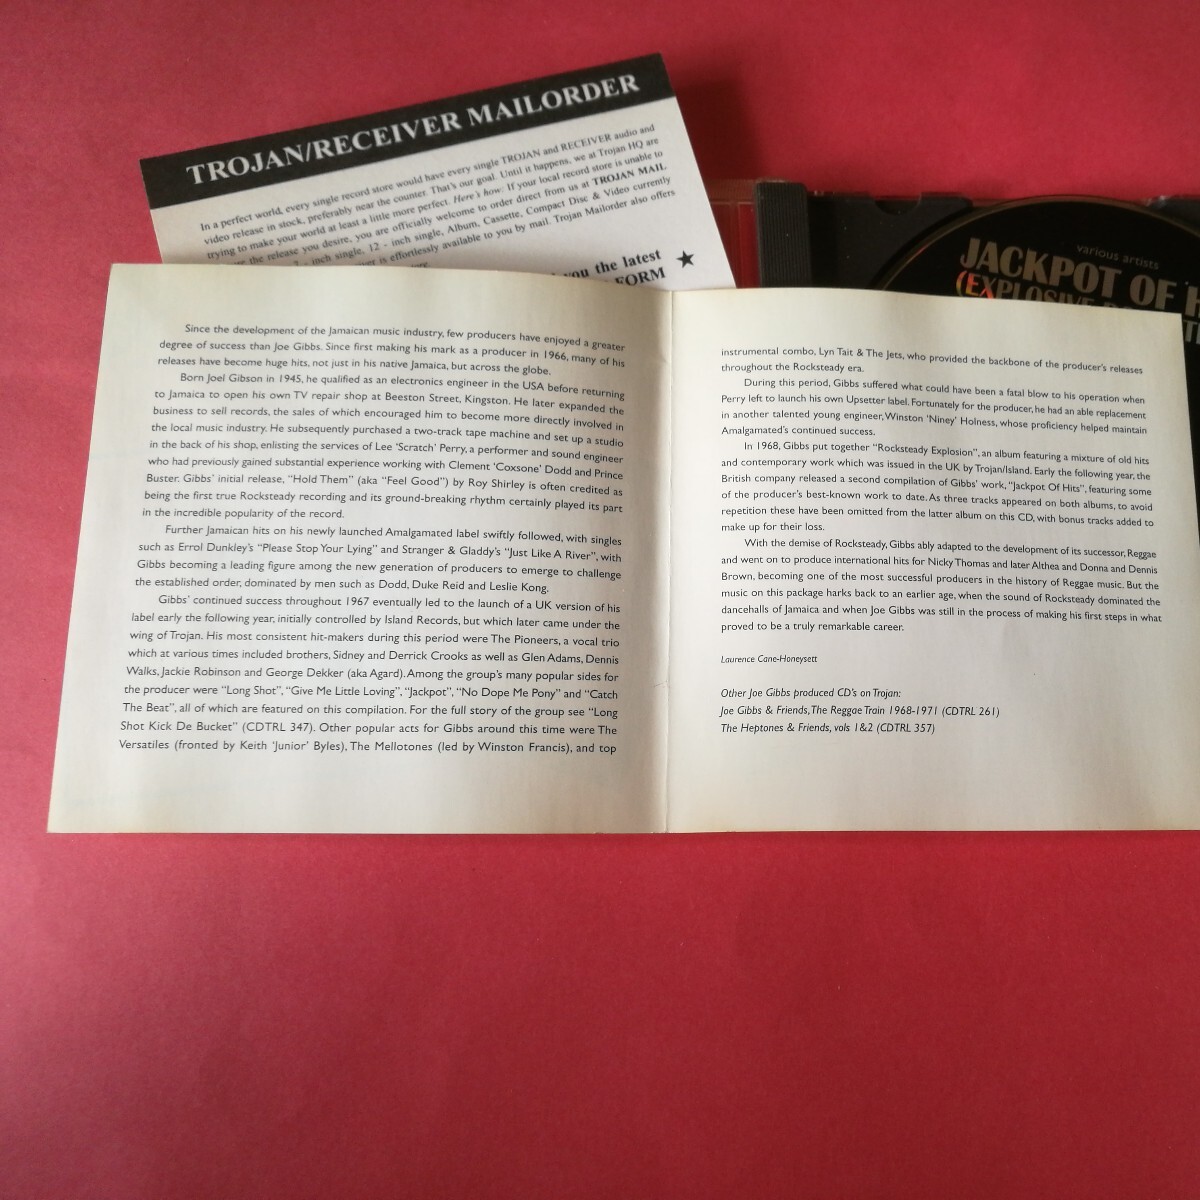 TROJAN/RECEIVER MAILORDER
In a perfect world, every single record store would have every single TROJAN and RECEIVER audio and
video release in stock, preferably near the counter. That's our goal. Until it happens, we at Trojan HQ are
trying to make your world at least a little more perfect. Here's how: If your local record store is unable to
the release you desire, you are officially welcome to order direct from us at TROJAN MAIL
inch single, 12 - inch single, Album, Cassette, Compact Disc & Video currently
is effortlessly available to you by mail. Trojan Mailorder also offers
you the latest ★
FORM
various artists
JACKPOT OF
(EXPLOSIVE
Since the development of the Jamaican music industry, few producers have enjoyed a greater
degree of success than Joe Gibbs. Since first making his mark as a producer in 1966, many of his
releases have become huge hits, not just in his native Jamaica, but across the globe.
Born Joel Gibson in 1945, he qualified as an electronics engineer in the USA before returning
to Jamaica to open his own TV repair shop at Beeston Street, Kingston. He later expanded the
business to sell records, the sales of which encouraged him to become more directly involved in
the local music industry. He subsequently purchased a two-track tape machine and set up a studio
in the back of his shop, enlisting the services of Lee 'Scratch' Perry, a performer and sound engineer
who had previously gained substantial experience working with Clement 'Coxsone' Dodd and Prince
Buster. Gibbs' initial release, "Hold Them" (aka "Feel Good") by Roy Shirley is often credited as
being the first true Rocksteady recording and its ground-breaking rhythm certainly played its part
in the incredible popularity of the record.
Further Jamaican hits on his newly launched Amalgamated label swiftly followed, with singles
such as Errol Dunkley's "Please Stop Your Lying" and Stranger & Gladdy's "Just Like A River", with
Gibbs becoming a leading figure among the new generation of producers to emerge to challenge
the established order, dominated by men such as Dodd, Duke Reid and Leslie Kong.
Gibbs' continued success throughout 1967 eventually led to the launch of a UK version of his
label early the following year, initially controlled by Island Records, but which later came under the
wing of Trojan. His most consistent hit-makers during this period were The Pioneers, a vocal trio
which at various times included brothers, Sidney and Derrick Crooks as well as Glen Adams, Dennis
Walks, Jackie Robinson and George Dekker (aka Agard). Among the group's many popular sides for
the producer were "Long Shot", "Give Me Little Loving", "Jackpot", "No Dope Me Pony" and "Catch
The Beat", all of which are featured on this compilation. For the full story of the group see "Long
Shot Kick De Bucket" (CDTRL 347). Other popular acts for Gibbs around this time were The
Versatiles (fronted by Keith 'Junior' Byles), The Mellotones (led by Winston Francis), and top
instrumental combo, Lyn Tait & The Jets, who provided the backbone of the producer's releases
throughout the Rocksteady era.
During this period, Gibbs suffered what could have been a fatal blow to his operation when
Perry left to launch his own Upsetter label. Fortunately for the producer, he had an able replacement
in another talented young engineer, Winston 'Niney' Holness, whose proficiency helped maintain
Amalgamated's continued success.
In 1968, Gibbs put together "Rocksteady Explosion", an album featuring a mixture of old hits
and contemporary work which was issued in the UK by Trojan/Island. Early the following year, the
British company released a second compilation of Gibbs' work, "Jackpot Of Hits", featuring some
of the producer's best-known work to date. As three tracks appeared on both albums, to avoid
repetition these have been omitted from the latter album on this CD, with bonus tracks added to
make up for their loss.
With the demise of Rocksteady, Gibbs ably adapted to the development of its successor, Reggae
and went on to produce international hits for Nicky Thomas and later Althea and Donna and Dennis
Brown, becoming one of the most successful producers in the history of Reggae music. But the
music on this package harks back to an earlier age, when the sound of Rocksteady dominated the
dancehalls of Jamaica and when Joe Gibbs was still in the process of making his first steps in what
proved to be a truly remarkable career.
Laurence Cane-Honeysett
Other Joe Gibbs produced CD's on Trojan:
Joe Gibbs & Friends, The Reggae Train 1968-1971 (CDTRL 261)
The Heptones & Friends, vols 1&2 (CDTRL 357)